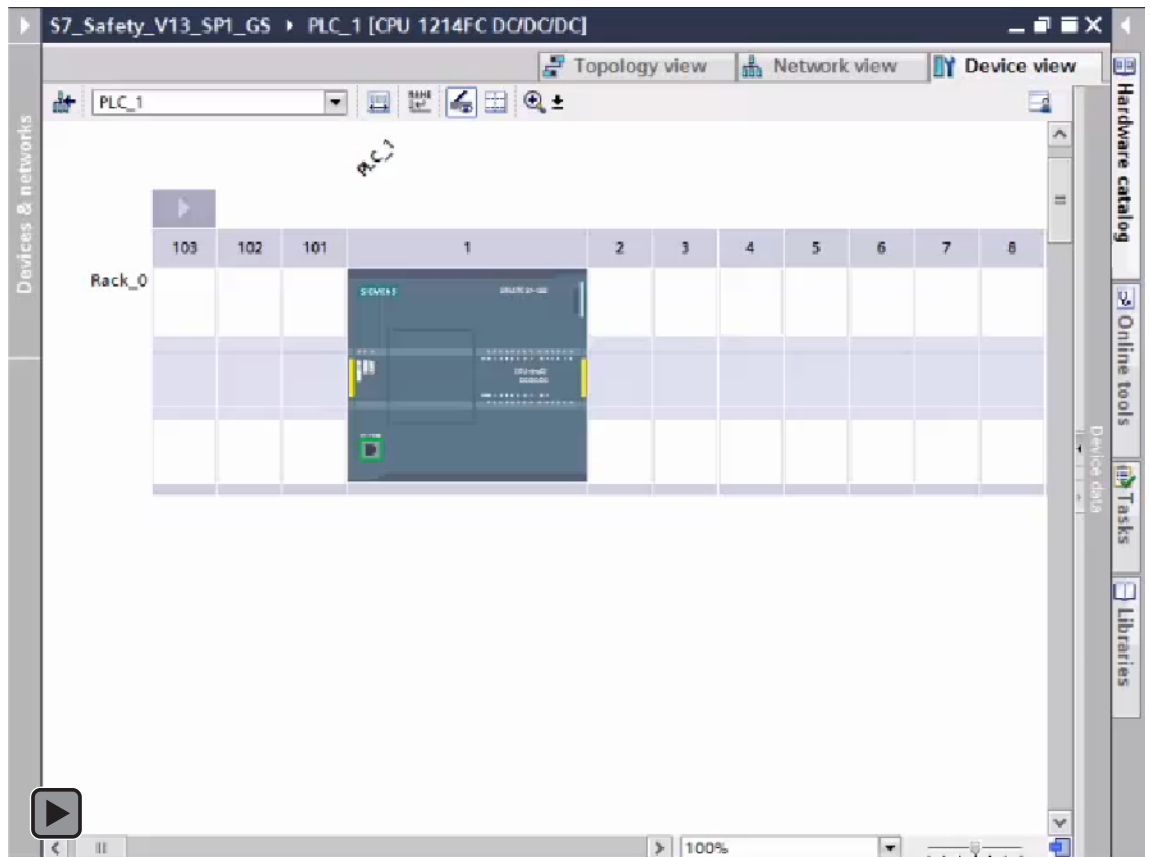 S7_Safety_V13_SP1_GS ▸ PLC_1 [CPU 1214FC DC/DC/DC]
Topology view
Network view
Device view
PLC_1
PLC_1
103 102 101 1 2 3 4 5 6 7 8
Rack_0
SIEMENS
Devices & networks
Device data
Hardware catalog
Online tools
Tasks
Libraries
100%